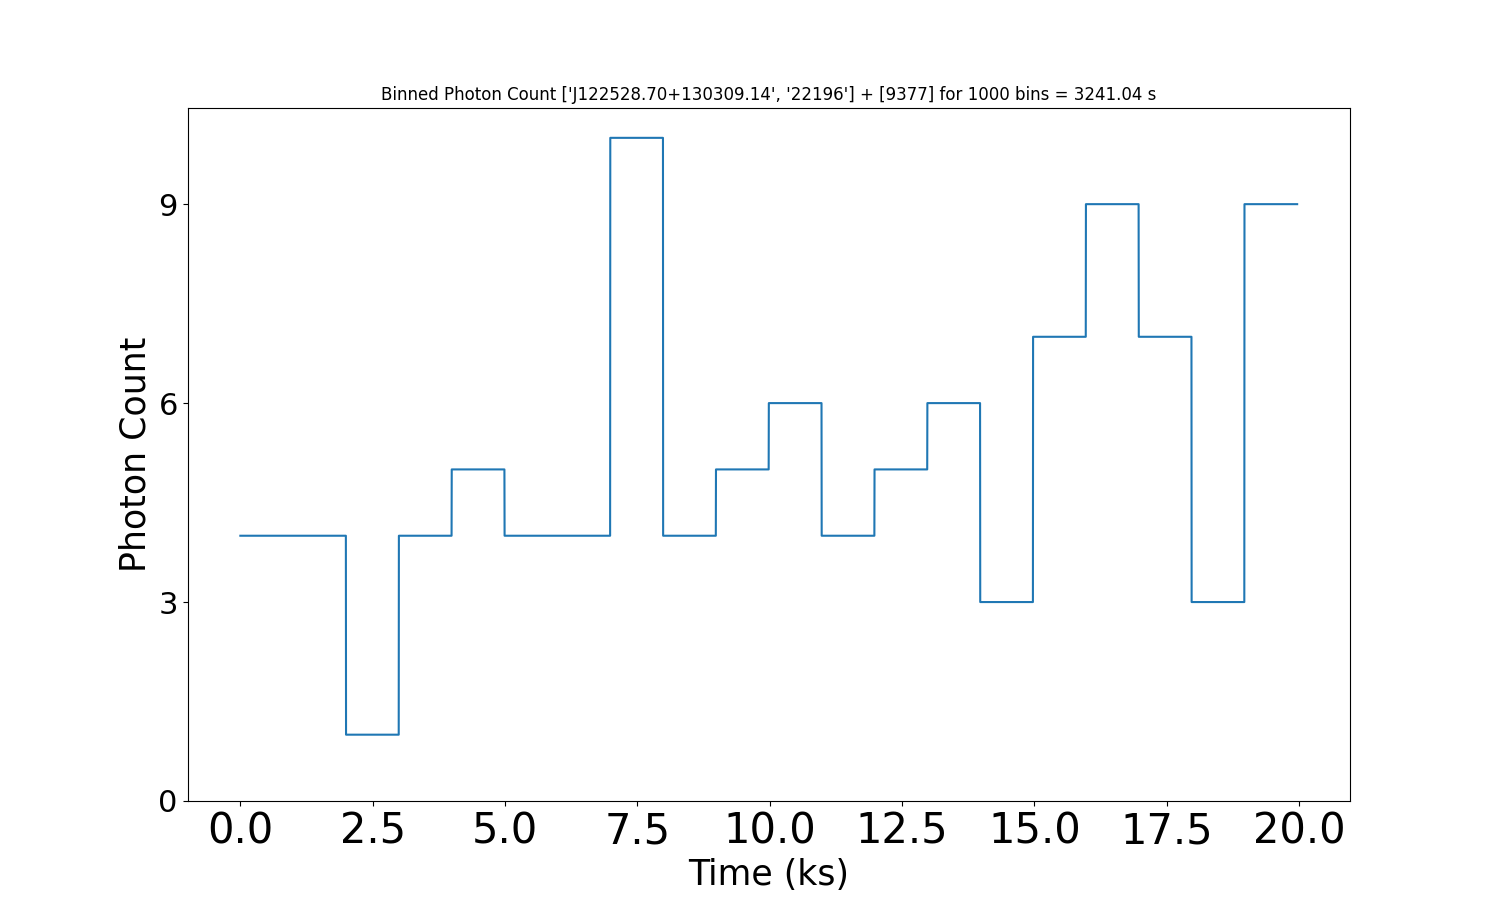 Binned Photon Count ['J122528.70+130309.14', '22196'] + [9377] for 1000 bins = 3241.04 s
Photon Count
9
6
3
0
0.0 2.5 5.0 7.5 10.0 12.5 15.0 17.5 20.0
Time (ks)